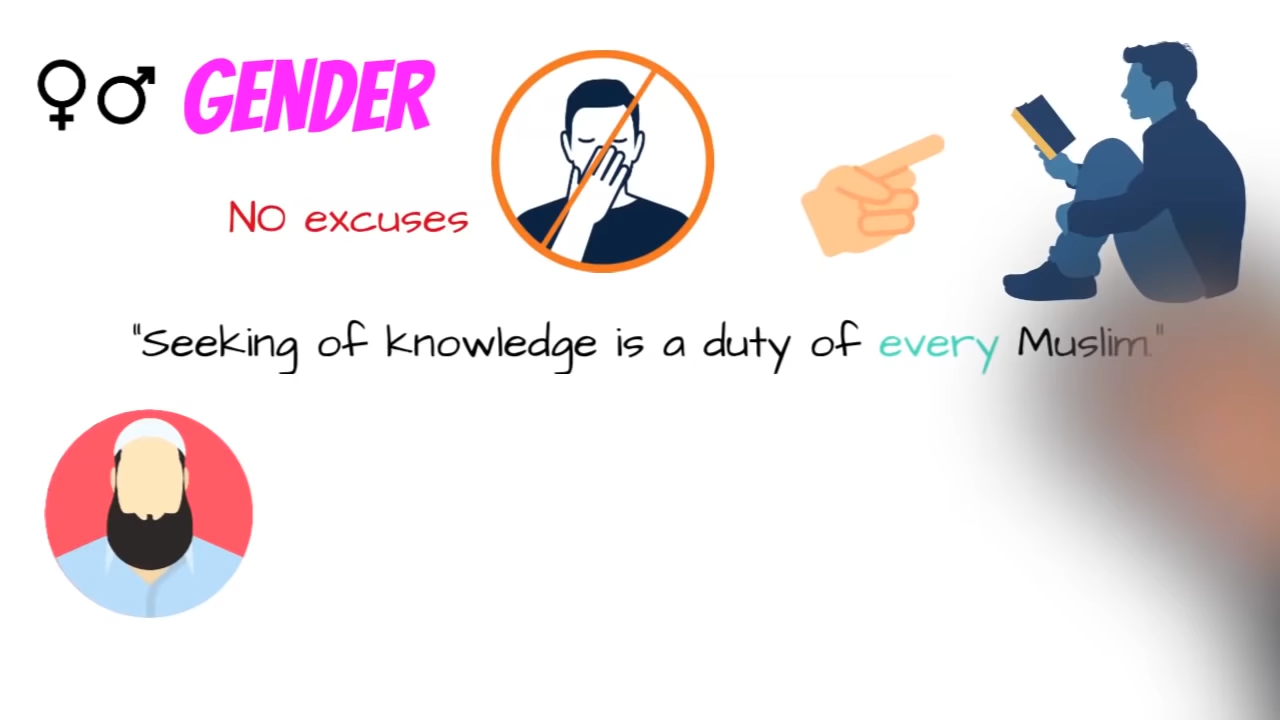 GENDER
NO excuses
"Seeking of knowledge is a duty of every Muslim."